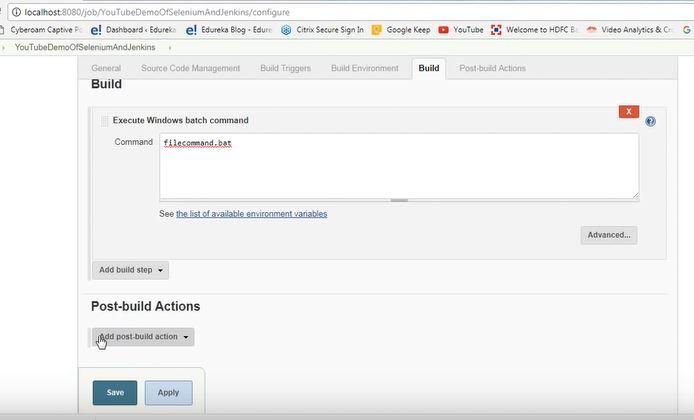 localhost:8080/job/YouTubeDemoOfSeleniumAndJenkins/configure
Cyberoam Captive Po Dashboard ‹ Edureka Edureka Blog - Edure Citrix Secure Sign In Google Keep YouTube Welcome to HDFC Ba Video Analytics & Cr G
YouTubeDemoOfSeleniumAndJenkins
General Source Code Management Build Triggers Build Environment Build Post-build Actions
Build
Execute Windows batch command X
Command filecommand.bat
See the list of available environment variables
Advanced...
Add build step
Post-build Actions
Add post-build action
Save Apply